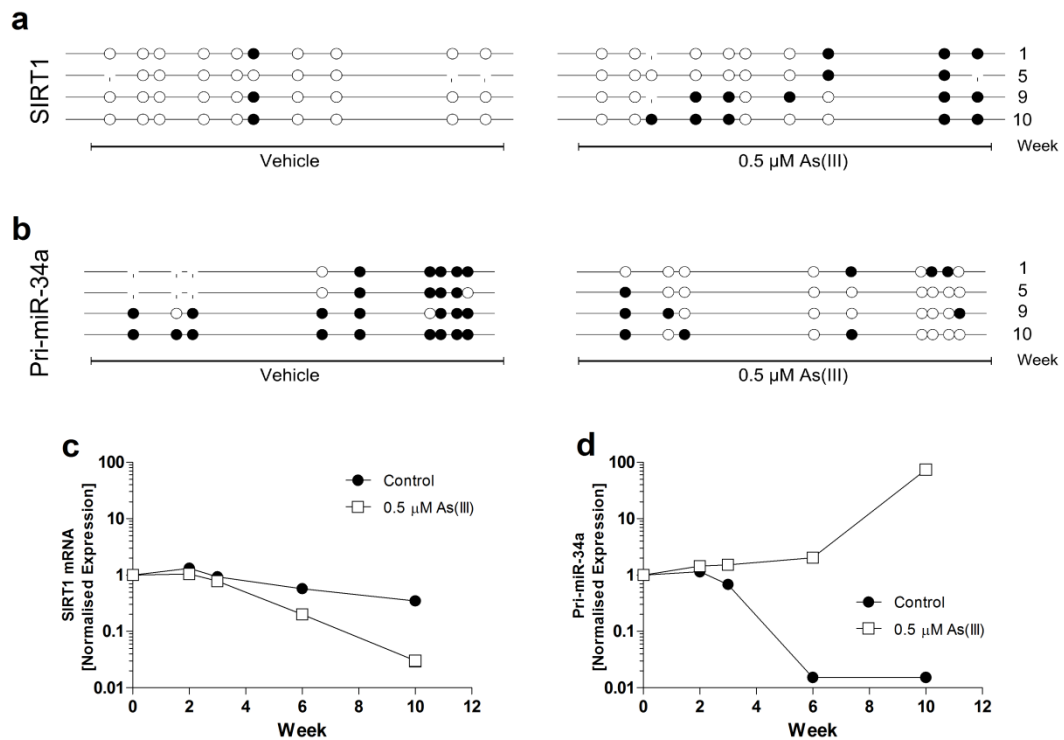 a
SIRT1
1
5
9
10
Week
Vehicle
0.5 µM As(III)
b
Pri-miR-34a
1
5
9
10
Week
Vehicle
0.5 µM As(III)
c
SIRT1 mRNA
[Normalised Expression]
100
10
1
0.1
0.01
0 2 4 6 8 10 12
Week
Control
0.5 µM As(III)
d
Pri-miR-34a
[Normalised Expression]
100
10
1
0.1
0.01
0 2 4 6 8 10 12
Week
Control
0.5 µM As(III)